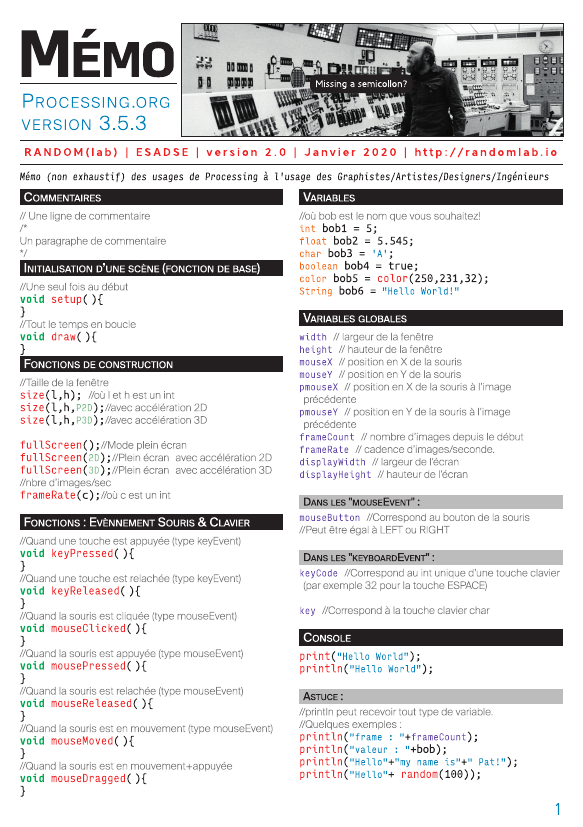 MÉMO
PROCESSING.ORG
VERSION 3.5.3
Missing a semicollon?
RANDOM(lab) | ESADSE | version 2.0 | Janvier 2020 | http://randomlab.io
Mémo (non exhaustif) des usages de Processing à l'usage des Graphistes/Artistes/Designers/Ingénieurs
COMMENTAIRES
// Une ligne de commentaire
/*
Un paragraphe de commentaire
*/
INITIALISATION D'UNE SCÈNE (FONCTION DE BASE)
//Une seul fois au début
void setup( ){
}
//Tout le temps en boucle
void draw( ){
}
FONCTIONS DE CONSTRUCTION
//Taille de la fenêtre
size(l,h); //où l et h est un int
size(l,h,P2D);//avec accélération 2D
size(l,h,P3D);//avec accélération 3D
fullScreen();//Mode plein écran
fullScreen(2D);//Plein écran avec accélération 2D
fullScreen(3D);//Plein écran avec accélération 3D
//nbre d'images/sec
frameRate(c);//où c est un int
FONCTIONS : EVÈNNEMENT SOURIS & CLAVIER
//Quand une touche est appuyée (type keyEvent)
void keyPressed( ){
}
//Quand une touche est relachée (type keyEvent)
void keyReleased( ){
}
//Quand la souris est cliquée (type mouseEvent)
void mouseClicked( ){
}
//Quand la souris est appuyée (type mouseEvent)
void mousePressed( ){
}
//Quand la souris est relachée (type mouseEvent)
void mouseReleased( ){
}
//Quand la souris est en mouvement (type mouseEvent)
void mouseMoved( ){
}
//Quand la souris est en mouvement+appuyée
void mouseDragged( ){
}
VARIABLES
//où bob est le nom que vous souhaitez!
int bob1 = 5;
float bob2 = 5.545;
char bob3 = 'A';
boolean bob4 = true;
color bob5 = color(250,231,32);
String bob6 = "Hello World!"
VARIABLES GLOBALES
width // largeur de la fenêtre
height // hauteur de la fenêtre
mouseX // position en X de la souris
mouseY // position en Y de la souris
pmouseX // position en X de la souris à l'image
précédente
pmouseY // position en Y de la souris à l'image
précédente
frameCount // nombre d'images depuis le début
frameRate // cadence d'images/seconde.
displayWidth // largeur de l'écran
displayHeight // hauteur de l'écran
DANS LES "MOUSEEVENT" :
mouseButton //Correspond au bouton de la souris
//Peut être égal à LEFT ou RIGHT
DANS LES "KEYBOARDEVENT" :
keyCode //Correspond au int unique d'une touche clavier
(par exemple 32 pour la touche ESPACE)
key //Correspond à la touche clavier char
CONSOLE
print("Hello World");
println("Hello World");
ASTUCE :
//println peut recevoir tout type de variable.
//Quelques exemples :
println("frame : "+frameCount);
println("valeur : "+bob);
println("Hello"+"my name is"+" Pat!");
println("Hello"+ random(100));
1